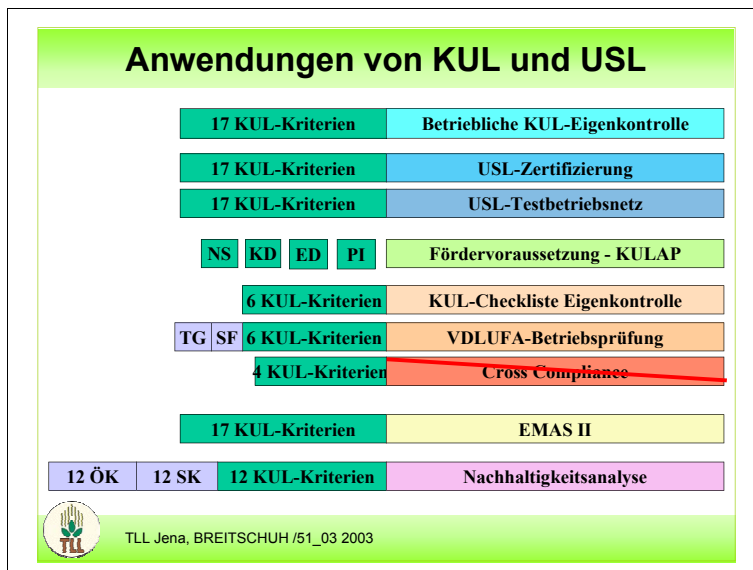 Anwendungen von KUL und USL
17 KUL-Kriterien Betriebliche KUL-Eigenkontrolle
17 KUL-Kriterien USL-Zertifizierung
17 KUL-Kriterien USL-Testbetriebsnetz
NS KD ED PI Fördervoraussetzung - KULAP
6 KUL-Kriterien KUL-Checkliste Eigenkontrolle
TG SF 6 KUL-Kriterien VDLUFA-Betriebsprüfung
4 KUL-Kriterien Cross Compliance
17 KUL-Kriterien EMAS II
12 ÖK 12 SK 12 KUL-Kriterien Nachhaltigkeitsanalyse
TLL
TLL Jena, BREITSCHUH /51_03 2003